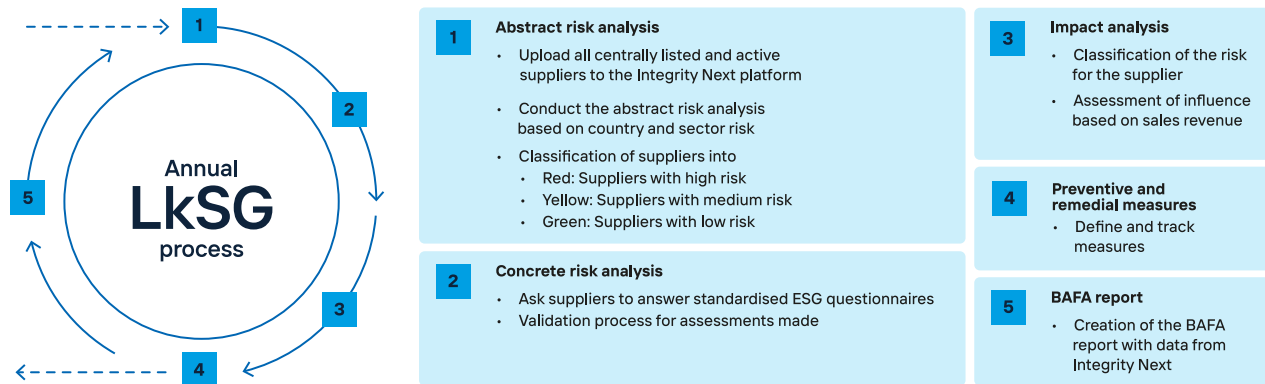 1
2
3
4
5
Annual
LkSG
process
1
Abstract risk analysis
• Upload all centrally listed and active
suppliers to the Integrity Next platform
• Conduct the abstract risk analysis
based on country and sector risk
• Classification of suppliers into
• Red: Suppliers with high risk
• Yellow: Suppliers with medium risk
• Green: Suppliers with low risk
2
Concrete risk analysis
• Ask suppliers to answer standardised ESG questionnaires
• Validation process for assessments made
3
Impact analysis
• Classification of the risk
for the supplier
• Assessment of influence
based on sales revenue
4
Preventive and
remedial measures
• Define and track
measures
5
BAFA report
• Creation of the BAFA
report with data from
Integrity Next